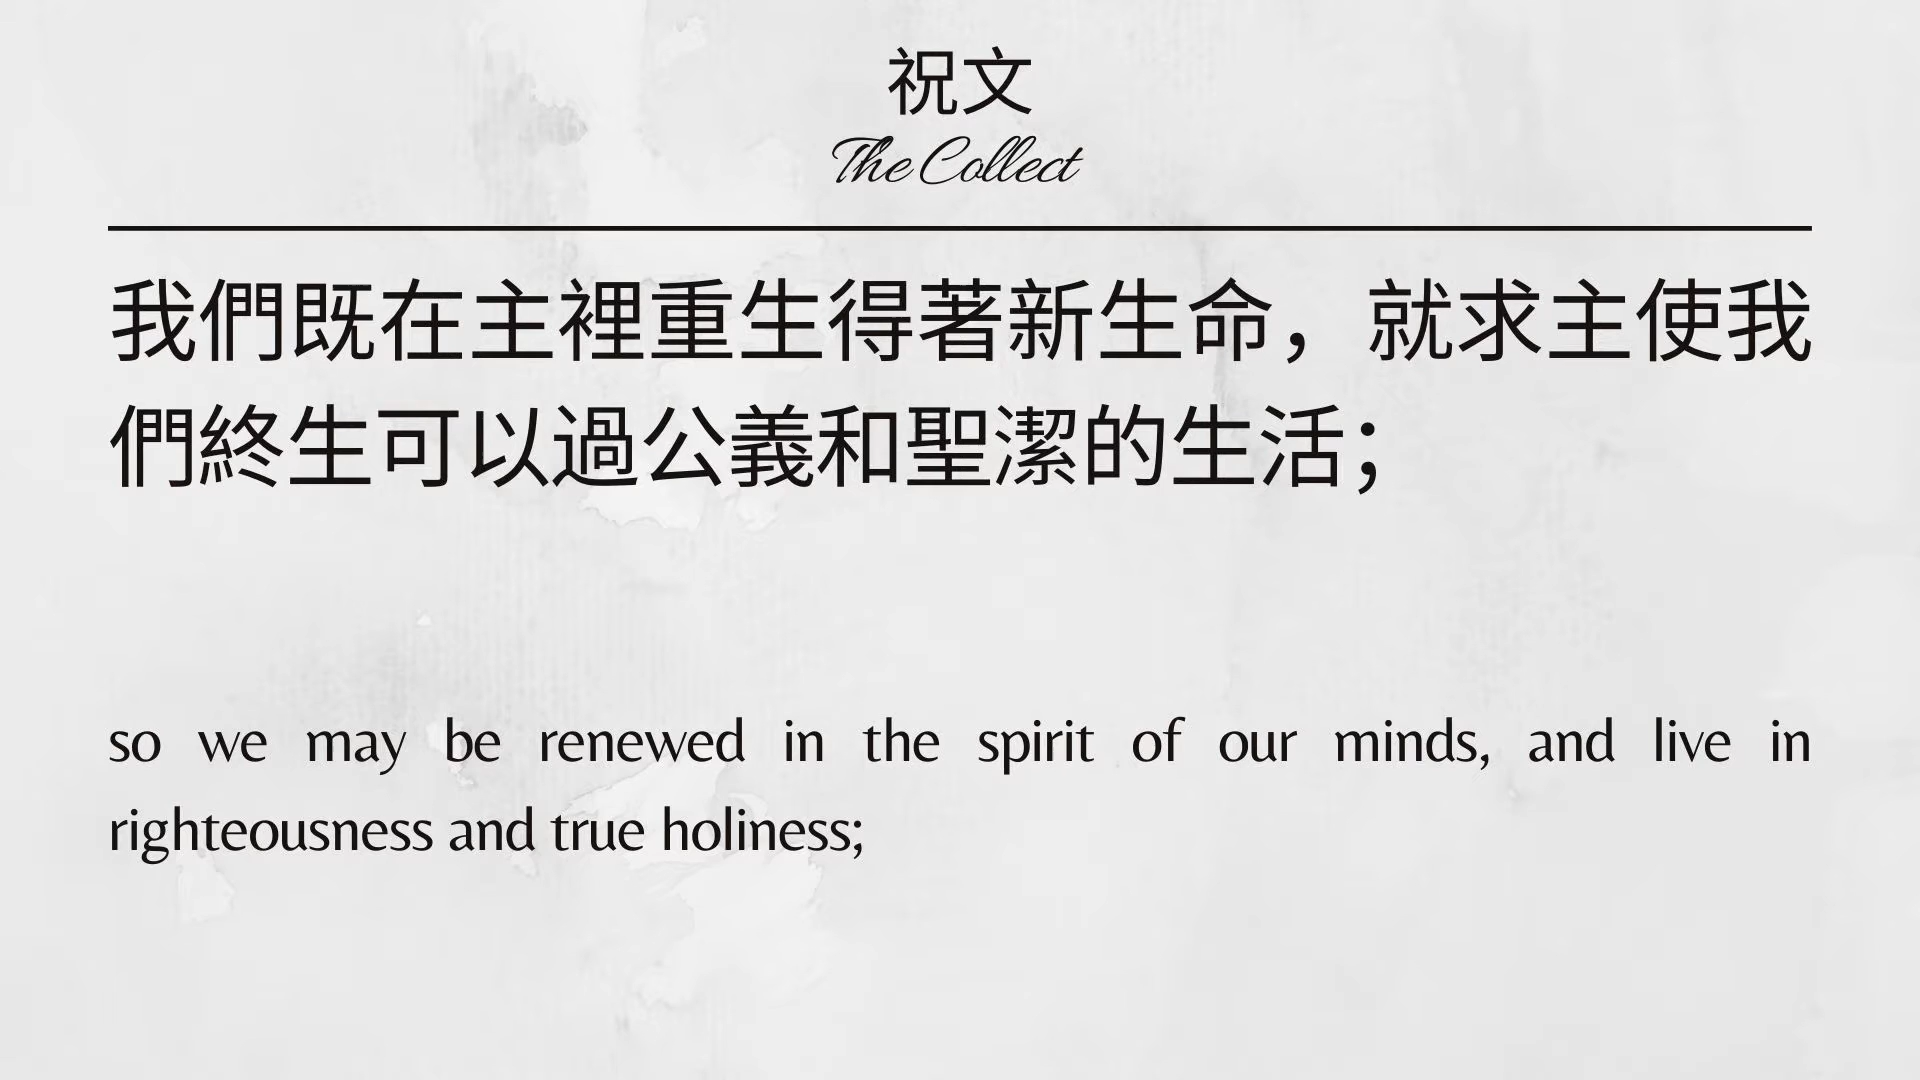 祝文
The Collect
我們既在主裡重生得著新生命，就求主使我
們終生可以過公義和聖潔的生活；
so we may be renewed in the spirit of our minds, and live in
righteousness and true holiness;